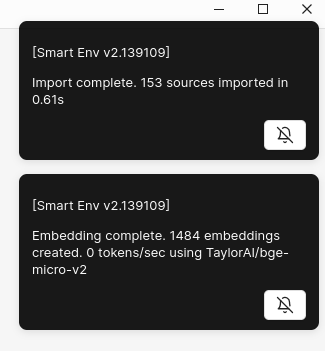 [Smart Env v2.139109]
Import complete. 153 sources imported in
0.61s
[Smart Env v2.139109]
Embedding complete. 1484 embeddings
created. 0 tokens/sec using TaylorAI/bge-
micro-v2